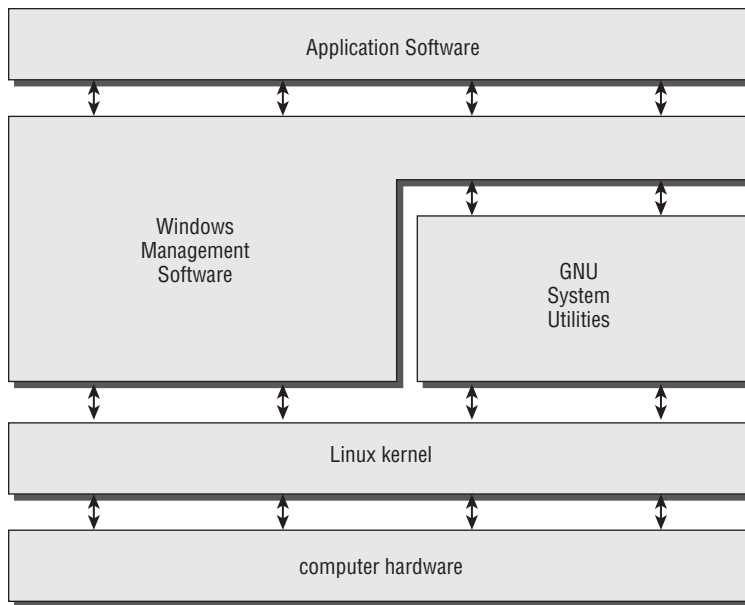 Application Software
Windows
Management
Software
GNU
System
Utilities
Linux kernel
computer hardware